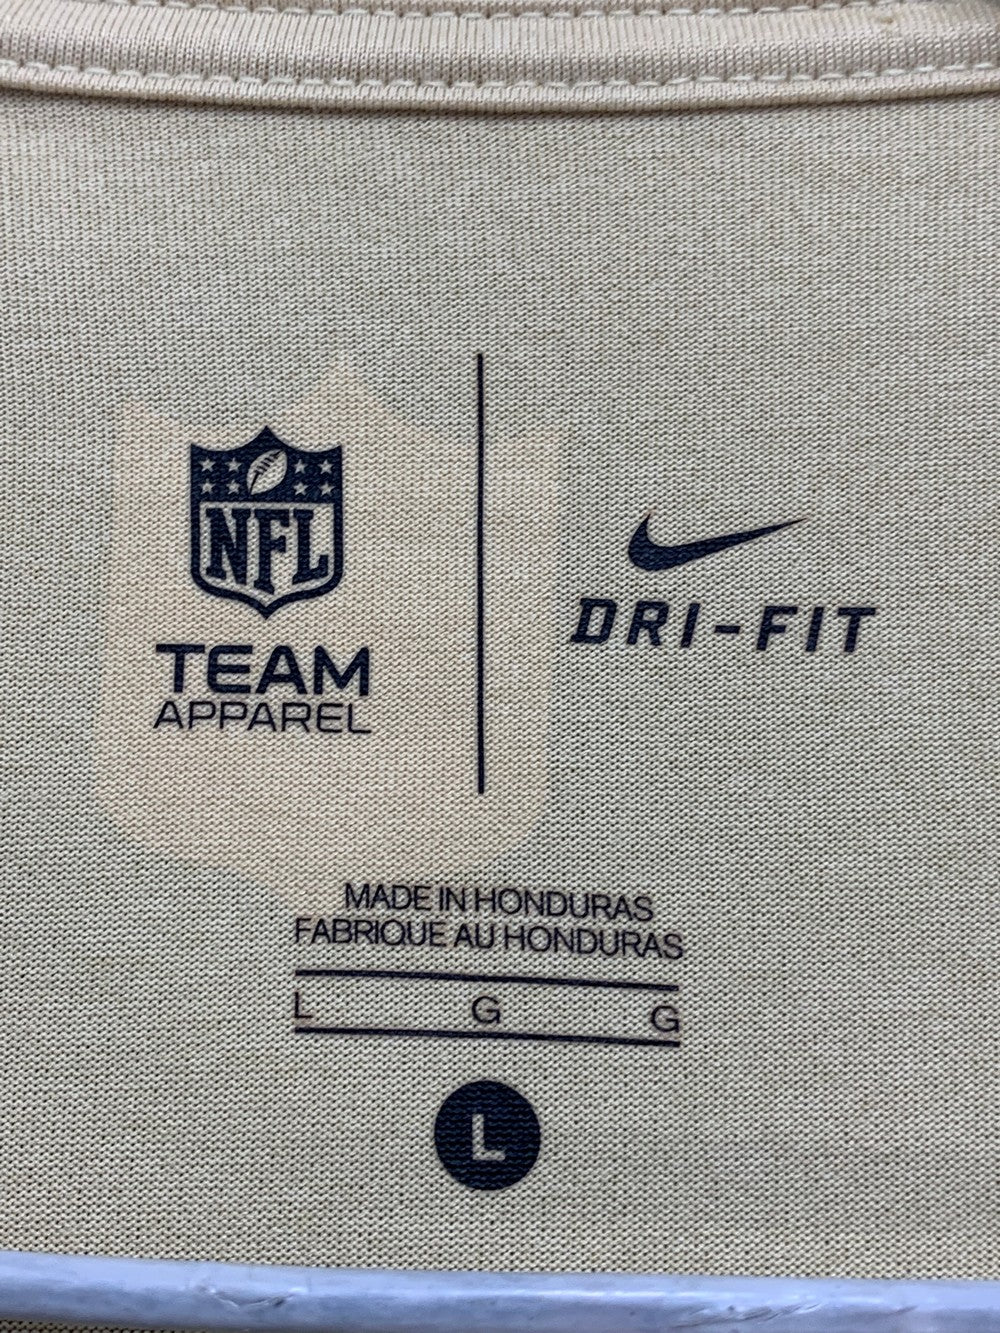 NFL
TEAM
APPAREL
DRI-FIT
MADE IN HONDURAS
FABRIQUE AU HONDURAS
L G G
L